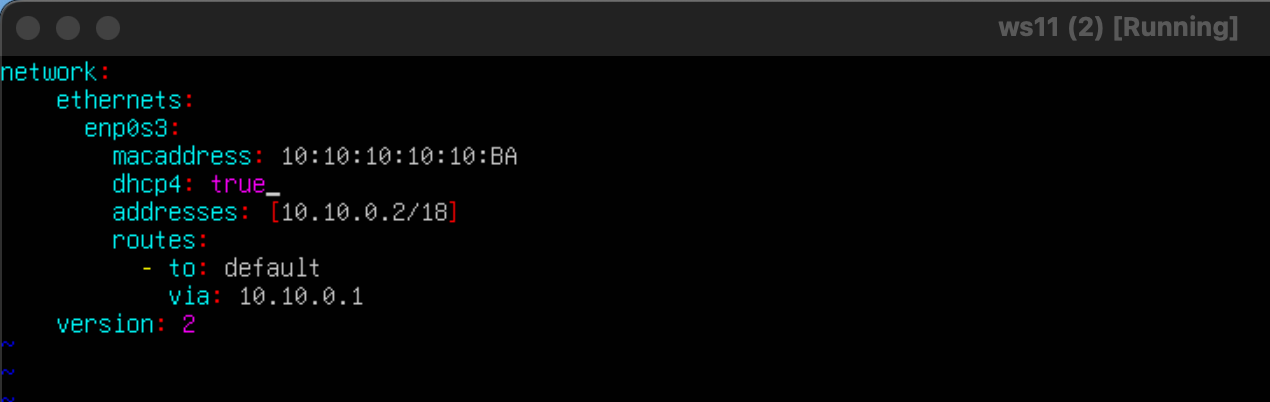 ws11 (2) [Running]
network:
    ethernets:
      enp0s3:
        macaddress: 10:10:10:10:10:BA
        dhcp4: true_
        addresses: [10.10.0.2/18]
        routes:
          - to: default
            via: 10.10.0.1
    version: 2
~
~
~